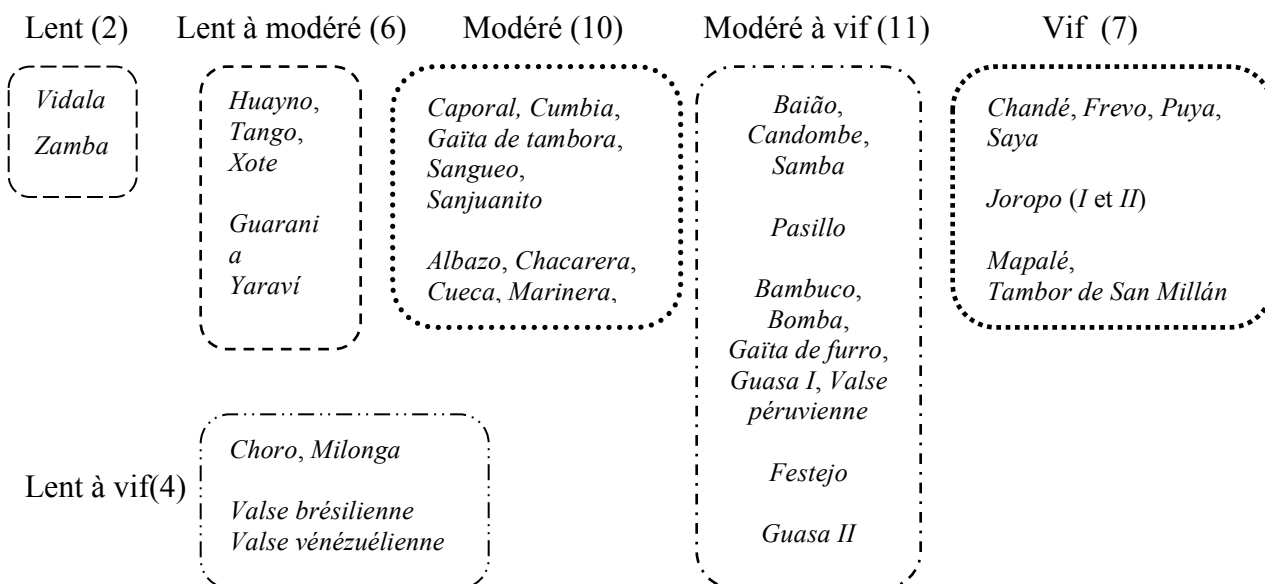 Lent (2)
Lent à modéré (6)
Modéré (10)
Modéré à vif (11)
Vif (7)
Vidala
Zamba
Huayno,
Tango,
Xote
Guarani
a
Yaraví
Caporal, Cumbia,
Gaïta de tambora,
Sangueo,
Sanjuanito
Albazo, Chacarera,
Cueca, Marinera,
Baião,
Candombe,
Samba
Pasillo
Bambuco,
Bomba,
Gaïta de furro,
Guasa I, Valse
péruvienne
Festejo
Guasa II
Chandé, Frevo, Puya,
Saya
Joropo (I et II)
Mapalé,
Tambor de San Millán
Lent à vif(4)
Choro, Milonga
Valse brésilienne
Valse vénézuélienne